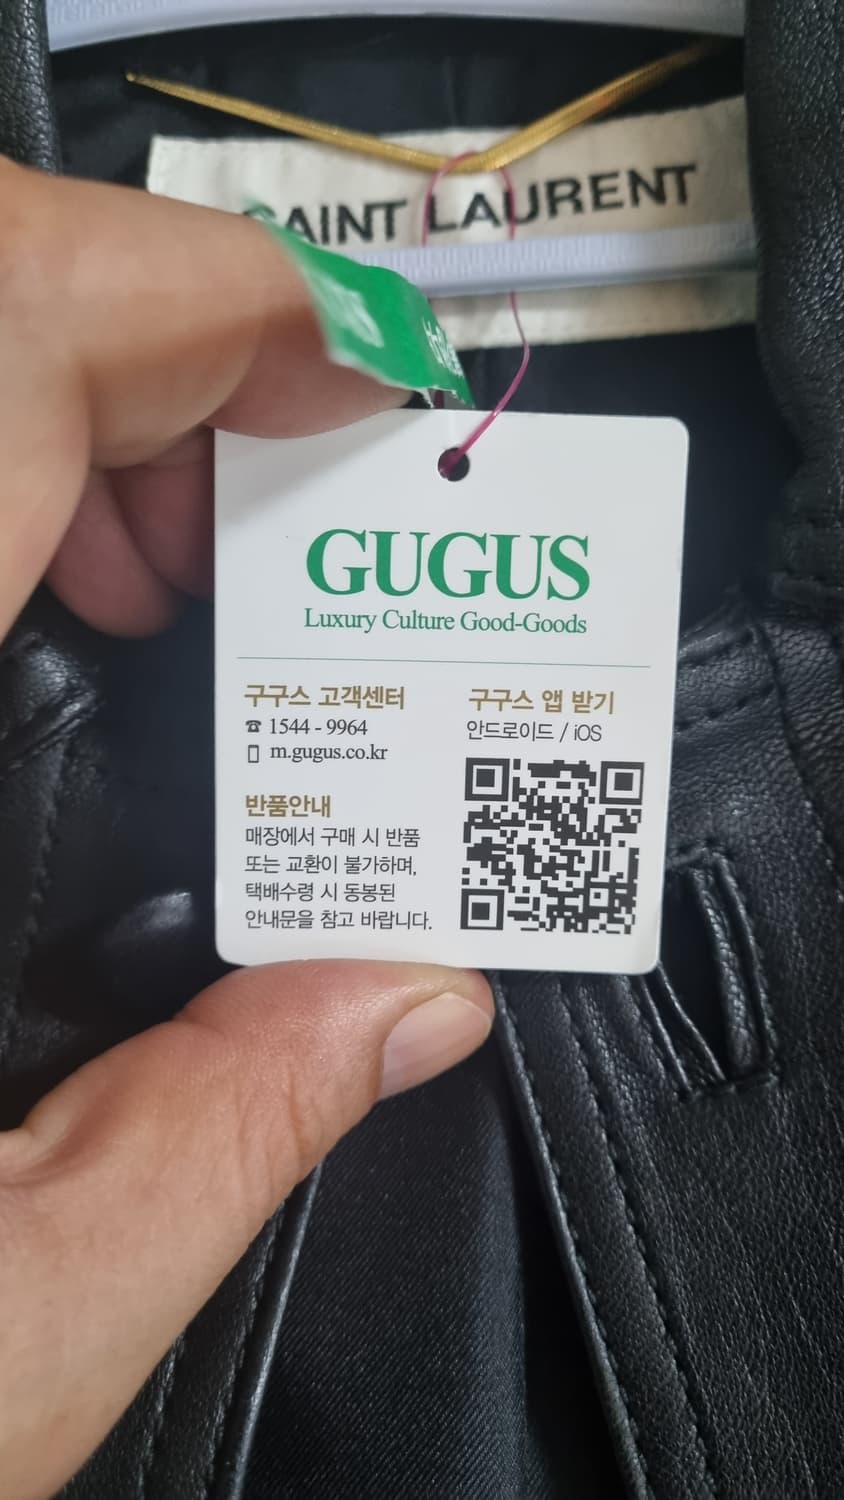 SAINT LAURENT
GUGUS
Luxury Culture Good-Goods
구구스 고객센터
☎ 1544 - 9964
m.gugus.co.kr
반품안내
매장에서 구매 시 반품
또는 교환이 불가하며,
택배수령 시 동봉된
안내문을 참고 바랍니다.
구구스 앱 받기
안드로이드 / iOS